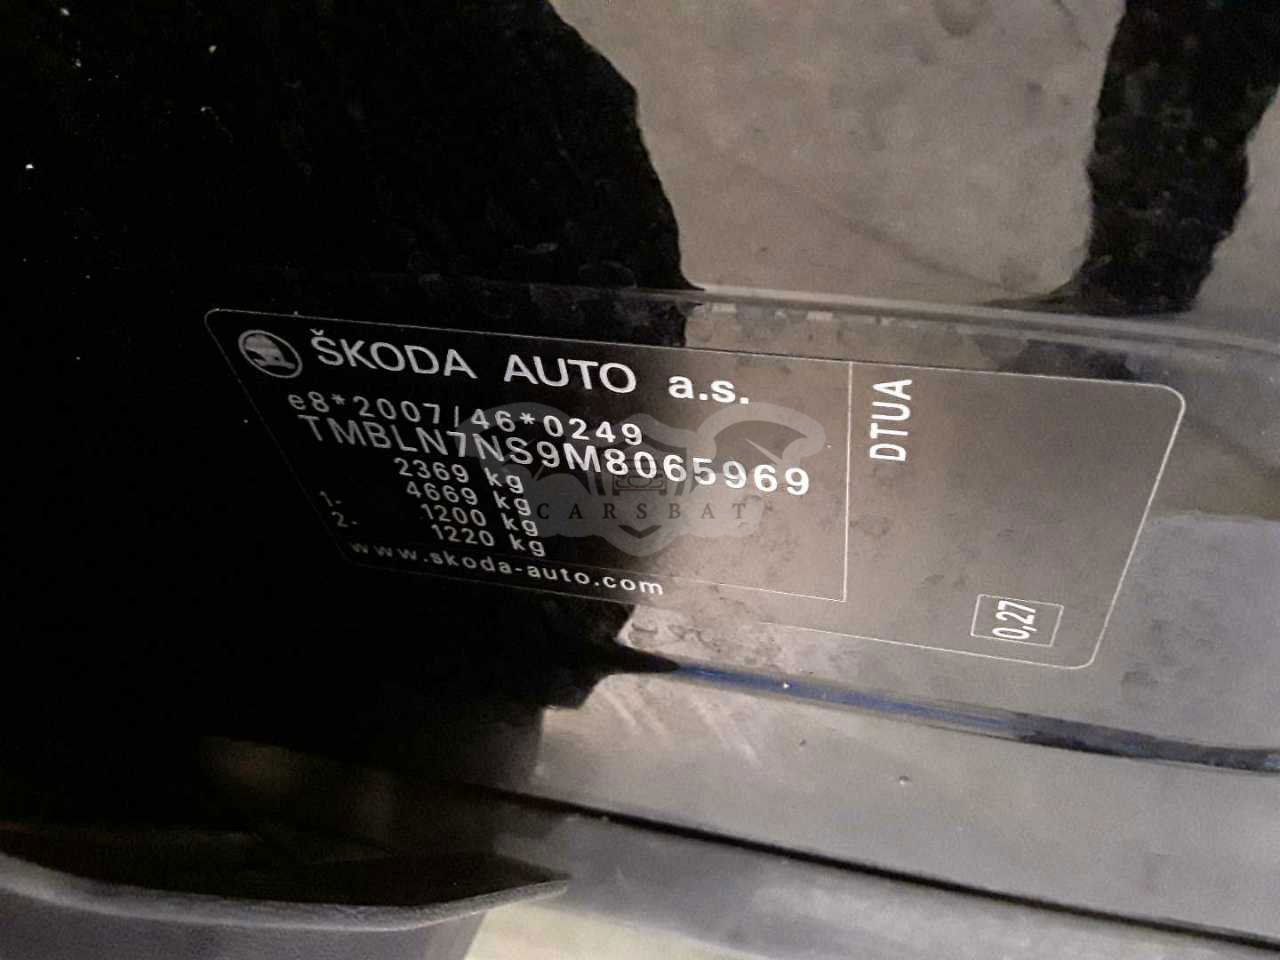 ŠKODA AUTO a.s.
e8*2007/46*0249
TMBLN7NS9M8065969
2369 kg
4669 kg
1- 1200 kg
2- 1220 kg
www.skoda-auto.com
DTUA
0,27
CARSBAT